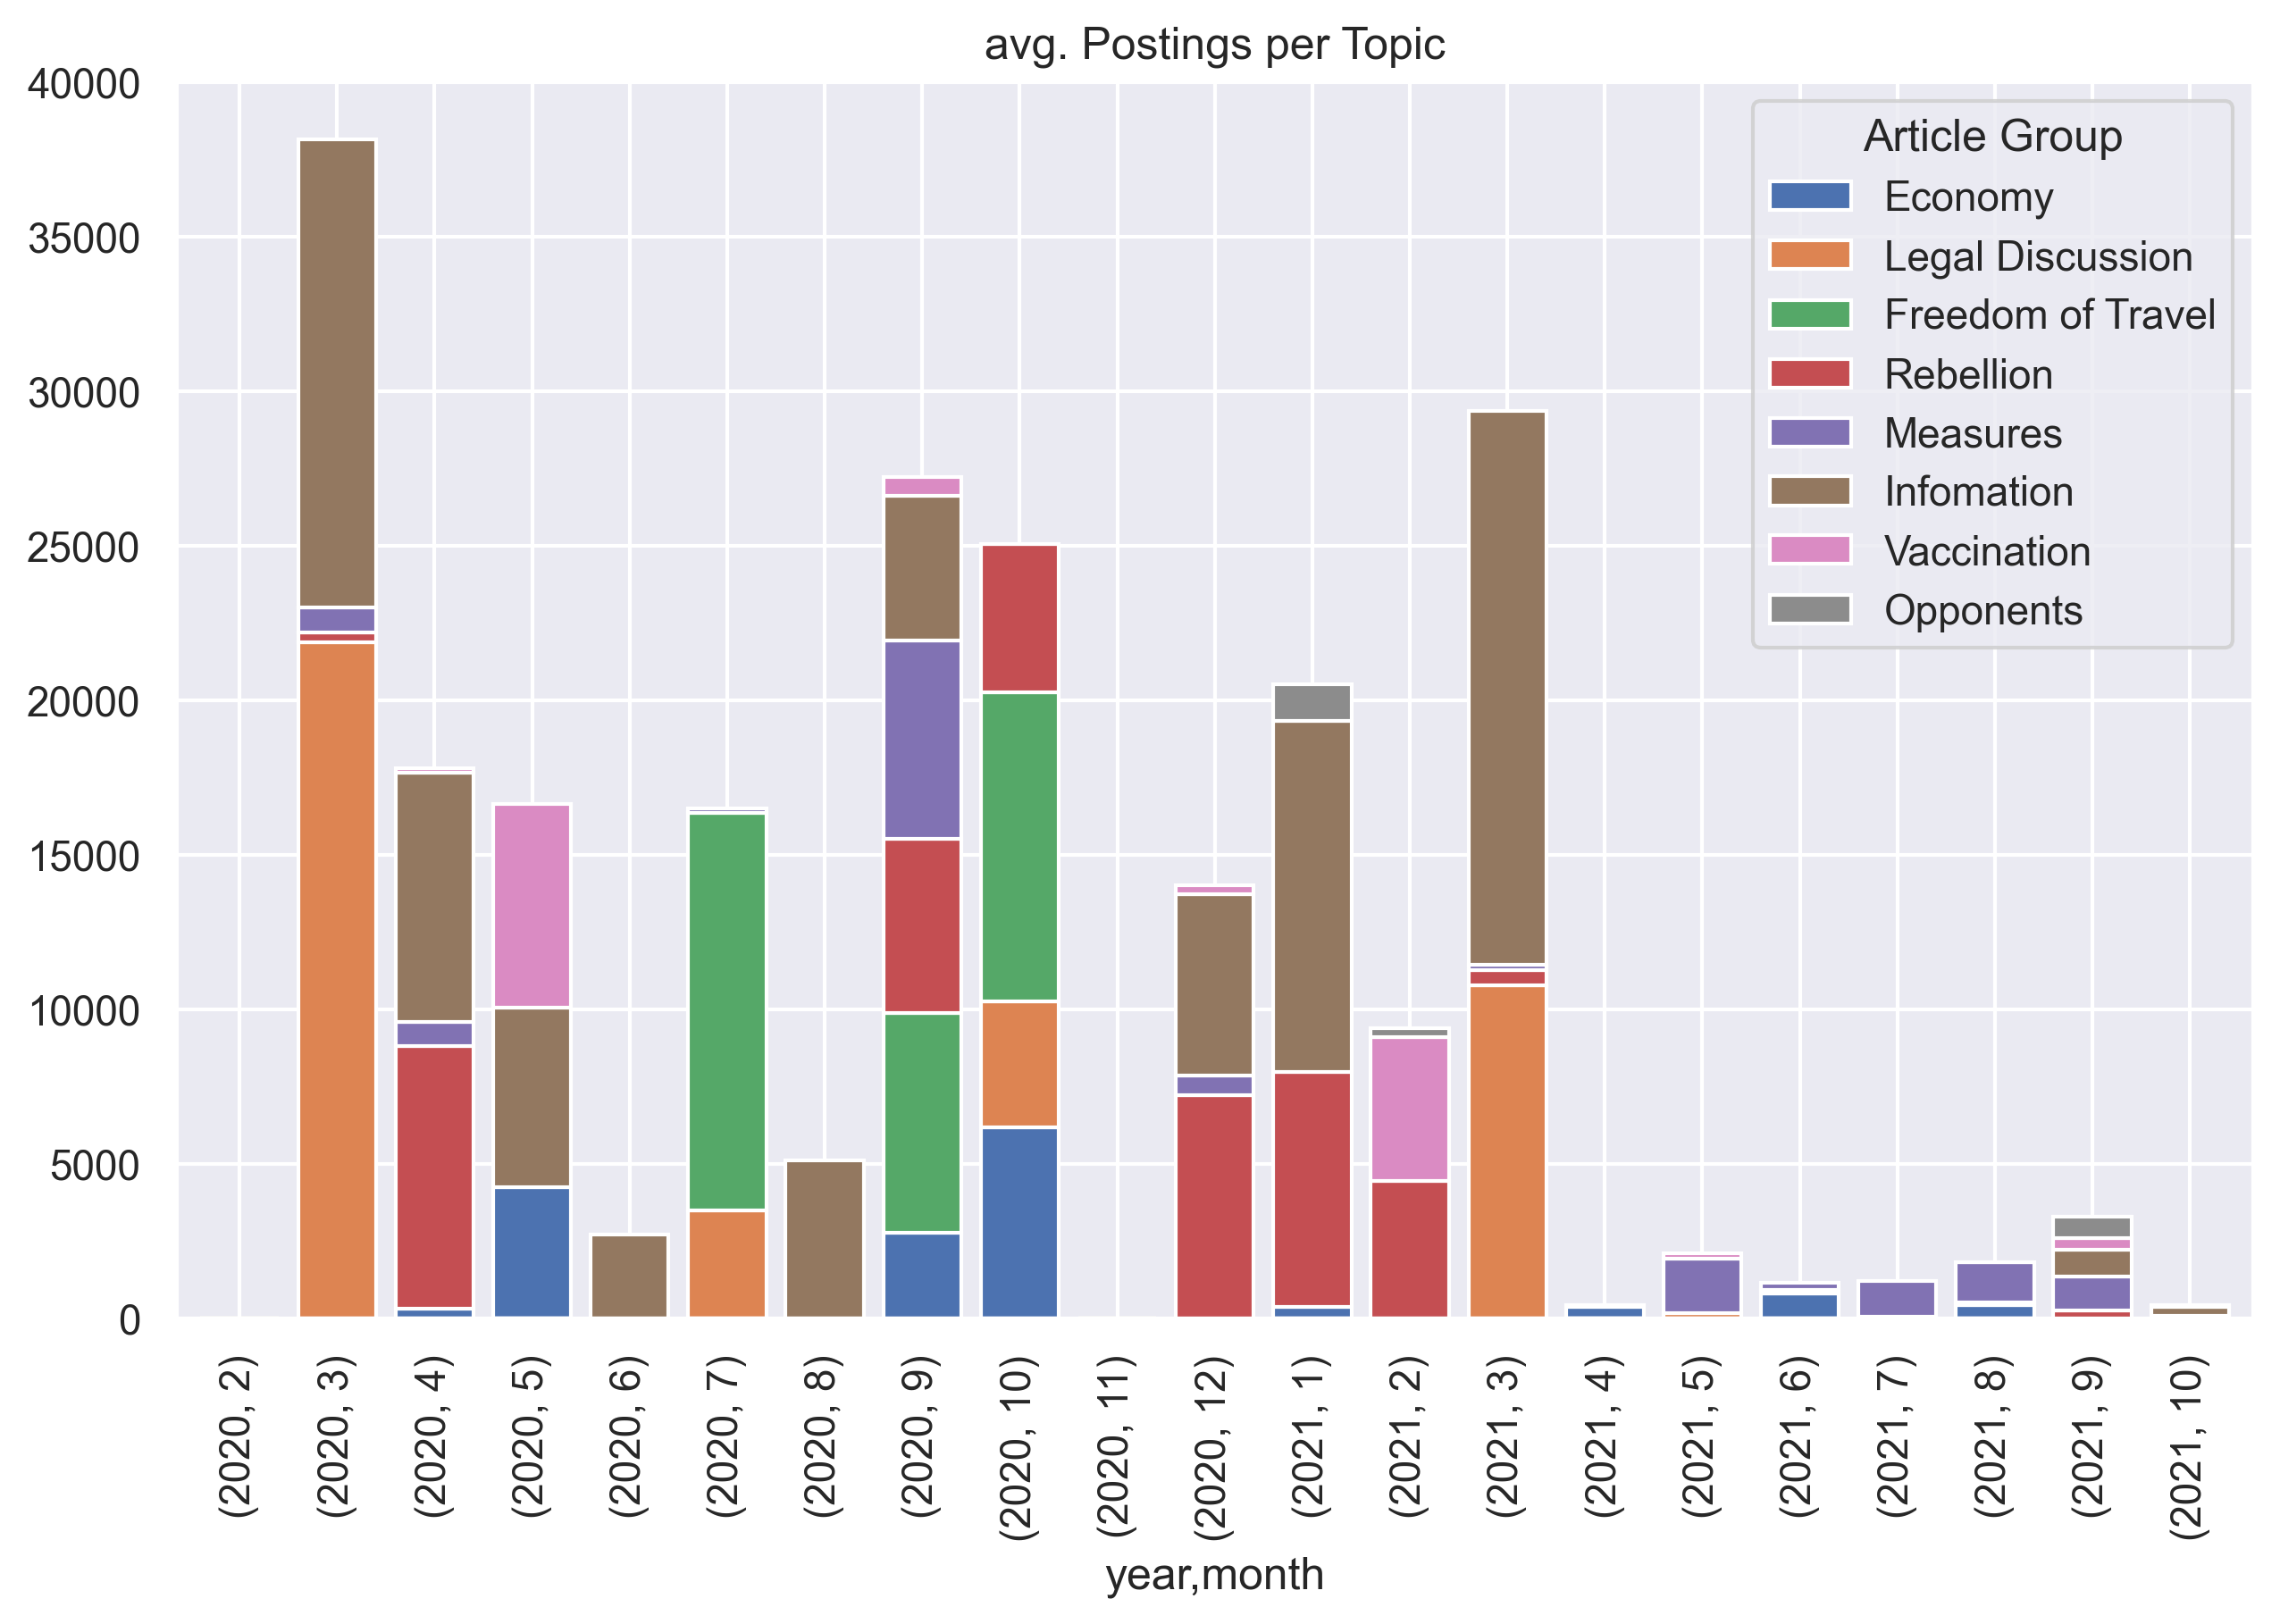 avg. Postings per Topic
40000
35000
30000
25000
20000
15000
10000
5000
0
Article Group
Economy
Legal Discussion
Freedom of Travel
Rebellion
Measures
Infomation
Vaccination
Opponents
(2020, 2)
(2020, 3)
(2020, 4)
(2020, 5)
(2020, 6)
(2020, 7)
(2020, 8)
(2020, 9)
(2020, 10)
(2020, 11)
(2020, 12)
(2021, 1)
(2021, 2)
(2021, 3)
(2021, 4)
(2021, 5)
(2021, 6)
(2021, 7)
(2021, 8)
(2021, 9)
(2021, 10)
year,month